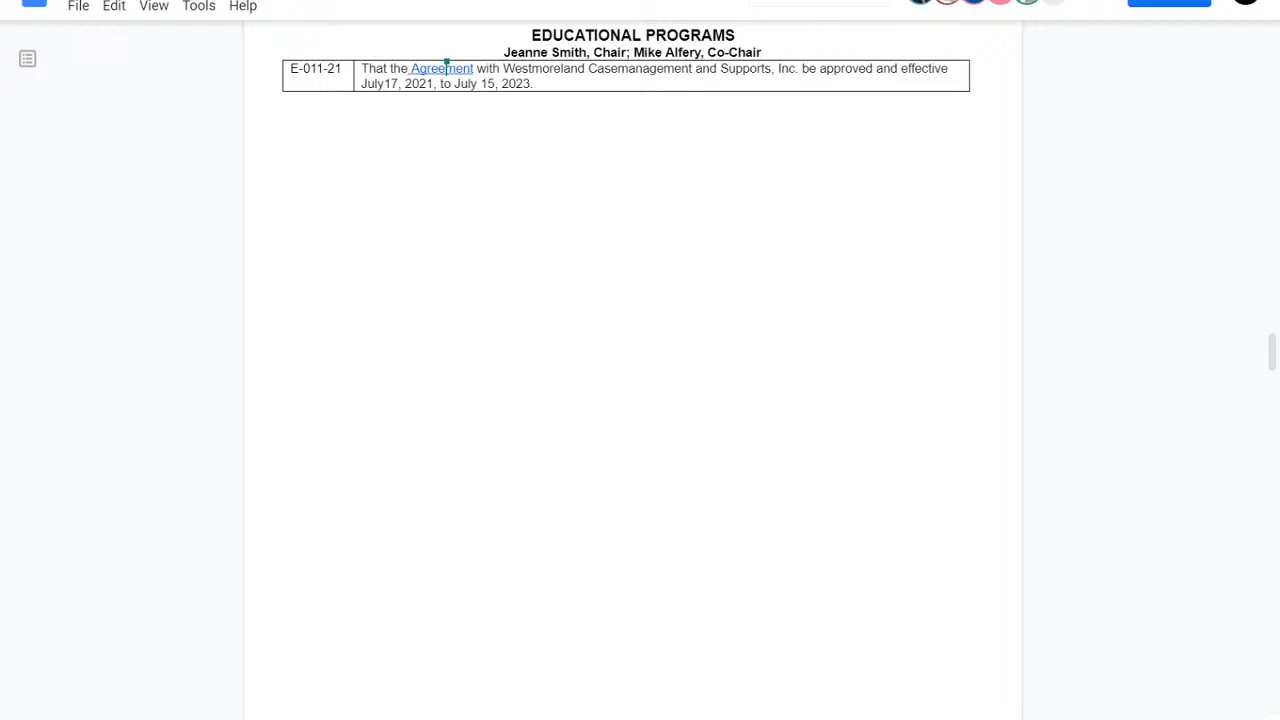 File Edit View Tools Help
EDUCATIONAL PROGRAMS
Jeanne Smith, Chair; Mike Alfery, Co-Chair
E-011-21 That the Agreement with Westmoreland Casemanagement and Supports, Inc. be approved and effective
July17, 2021, to July 15, 2023.